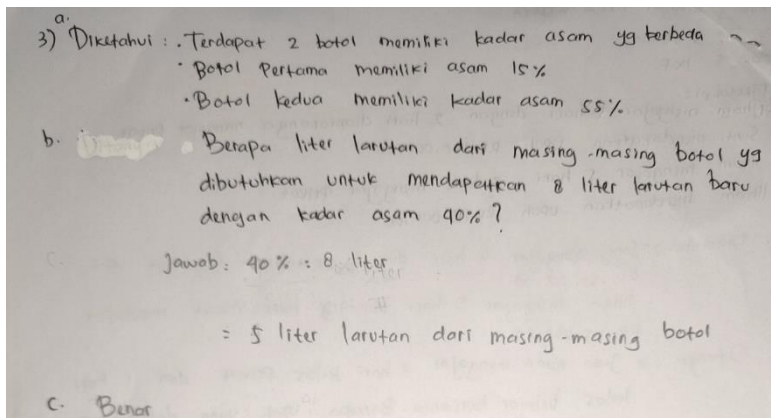 a.
3) Diketahui : • Terdapat 2 botol memiliki kadar asam yg berbeda
• Botol Pertama memiliki asam 15%
• Botol kedua memiliki kadar asam 55%
b. Berapa liter larutan dari masing-masing botol yg
dibutuhkan untuk mendapatkan 8 liter larutan baru
dengan kadar asam 40% ?
Jawab : 40% : 8 liter
= 5 liter larutan dari masing-masing botol
C. Benar